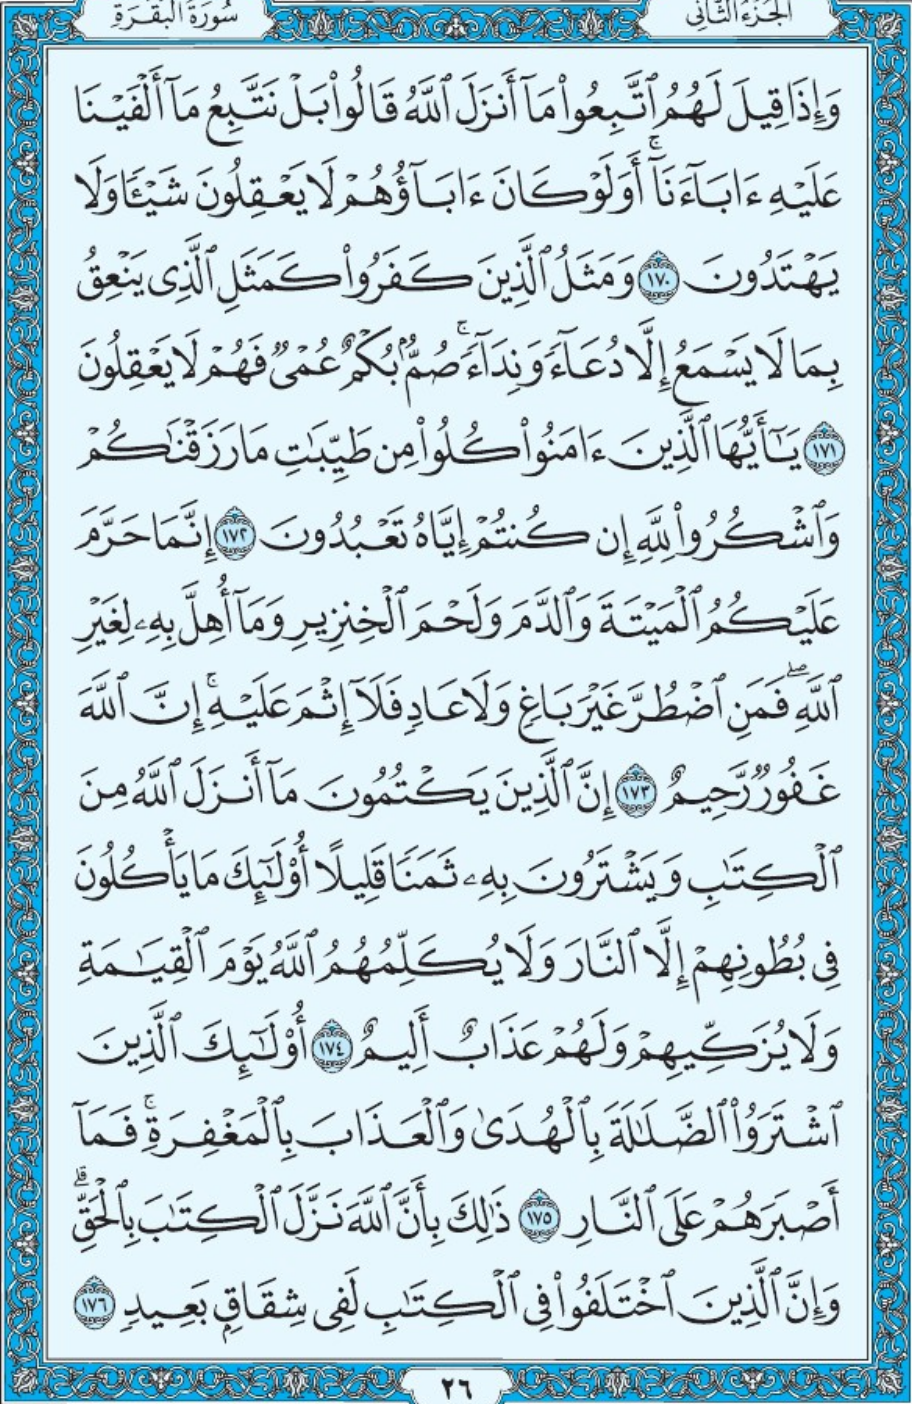 الجزء الثاني
سورة البقرة
وَإِذَا قِيلَ لَهُمُ ٱتَّبِعُوا۟ مَآ أَنزَلَ ٱللَّهُ قَالُوا۟ بَلْ نَتَّبِعُ مَآ أَلْفَيْنَا
عَلَيْهِ ءَابَآءَنَآ ۚ أَوَلَوْ كَانَ ءَابَآؤُهُمْ لَا يَعْقِلُونَ شَيْـًٔا وَلَا
يَهْتَدُونَ ١٧٠ وَمَثَلُ ٱلَّذِينَ كَفَرُوا۟ كَمَثَلِ ٱلَّذِى يَنْعِقُ
بِمَا لَا يَسْمَعُ إِلَّا دُعَآءً وَنِدَآءً ۚ صُمٌّۢ بُكْمٌ عُمْىٌ فَهُمْ لَا يَعْقِلُونَ
١٧١ يَـٰٓأَيُّهَا ٱلَّذِينَ ءَامَنُوا۟ كُلُوا۟ مِن طَيِّبَـٰتِ مَا رَزَقْنَـٰكُمْ
وَٱشْكُرُوا۟ لِلَّهِ إِن كُنتُمْ إِيَّاهُ تَعْبُدُونَ ١٧٢ إِنَّمَا حَرَّمَ
عَلَيْكُمُ ٱلْمَيْتَةَ وَٱلدَّمَ وَلَحْمَ ٱلْخِنزِيرِ وَمَآ أُهِلَّ بِهِۦ لِغَيْرِ
ٱللَّهِ ۖ فَمَنِ ٱضْطُرَّ غَيْرَ بَاغٍ وَلَا عَادٍ فَلَآ إِثْمَ عَلَيْهِ ۚ إِنَّ ٱللَّهَ
غَفُورٌ رَّحِيمٌ ١٧٣ إِنَّ ٱلَّذِينَ يَكْتُمُونَ مَآ أَنزَلَ ٱللَّهُ مِنَ
ٱلْكِتَـٰبِ وَيَشْتَرُونَ بِهِۦ ثَمَنًا قَلِيلًا أُو۟لَـٰٓئِكَ مَا يَأْكُلُونَ
فِى بُطُونِهِمْ إِلَّا ٱلنَّارَ وَلَا يُكَلِّمُهُمُ ٱللَّهُ يَوْمَ ٱلْقِيَـٰمَةِ
وَلَا يُزَكِّيهِمْ وَلَهُمْ عَذَابٌ أَلِيمٌ ١٧٤ أُو۟لَـٰٓئِكَ ٱلَّذِينَ
ٱشْتَرَوُا۟ ٱلضَّلَـٰلَةَ بِٱلْهُدَىٰ وَٱلْعَذَابَ بِٱلْمَغْفِرَةِ ۚ فَمَآ
أَصْبَرَهُمْ عَلَى ٱلنَّارِ ١٧٥ ذَٰلِكَ بِأَنَّ ٱللَّهَ نَزَّلَ ٱلْكِتَـٰبَ بِٱلْحَقِّ ۗ
وَإِنَّ ٱلَّذِينَ ٱخْتَلَفُوا۟ فِى ٱلْكِتَـٰبِ لَفِى شِقَاقٍۭ بَعِيدٍ ١٧٦
٢٦